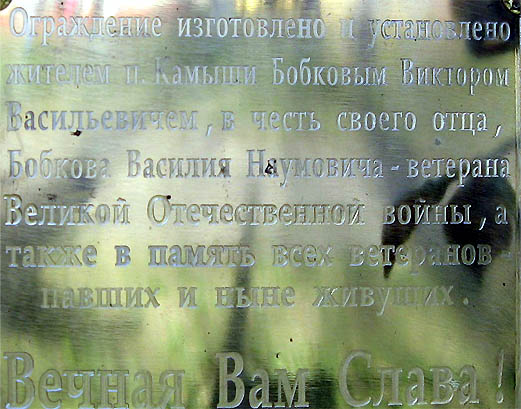 Ограждение изготовлено и установлено
жителем п. Камыши Бобковым Виктором
Васильевичем, в честь своего отца,
Бобкова Василия Наумовича - ветерана
Великой Отечественной войны, а
также в память всех ветеранов -
павших и ныне живущих.
Вечная Вам Слава!